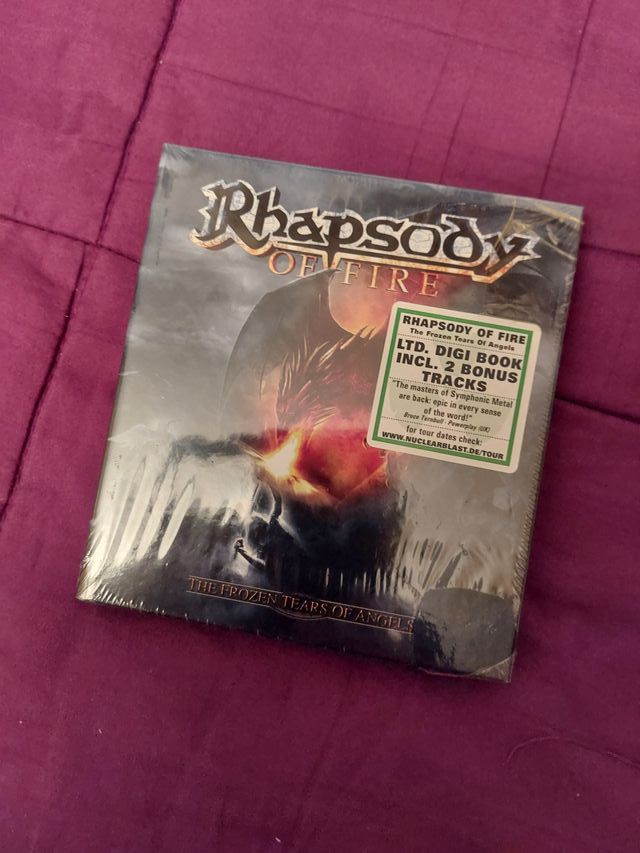 Rhapsody
OF FIRE
RHAPSODY OF FIRE
The Frozen Tears Of Angels
LTD. DIGI BOOK
INCL. 2 BONUS
TRACKS
"The masters of Symphonic Metal
are back: epic in every sense
of the word!"
Bruce Turnbull - Powerplay (UK)
for tour dates check:
WWW.NUCLEARBLAST.DE/TOUR
THE FROZEN TEARS OF ANGELS